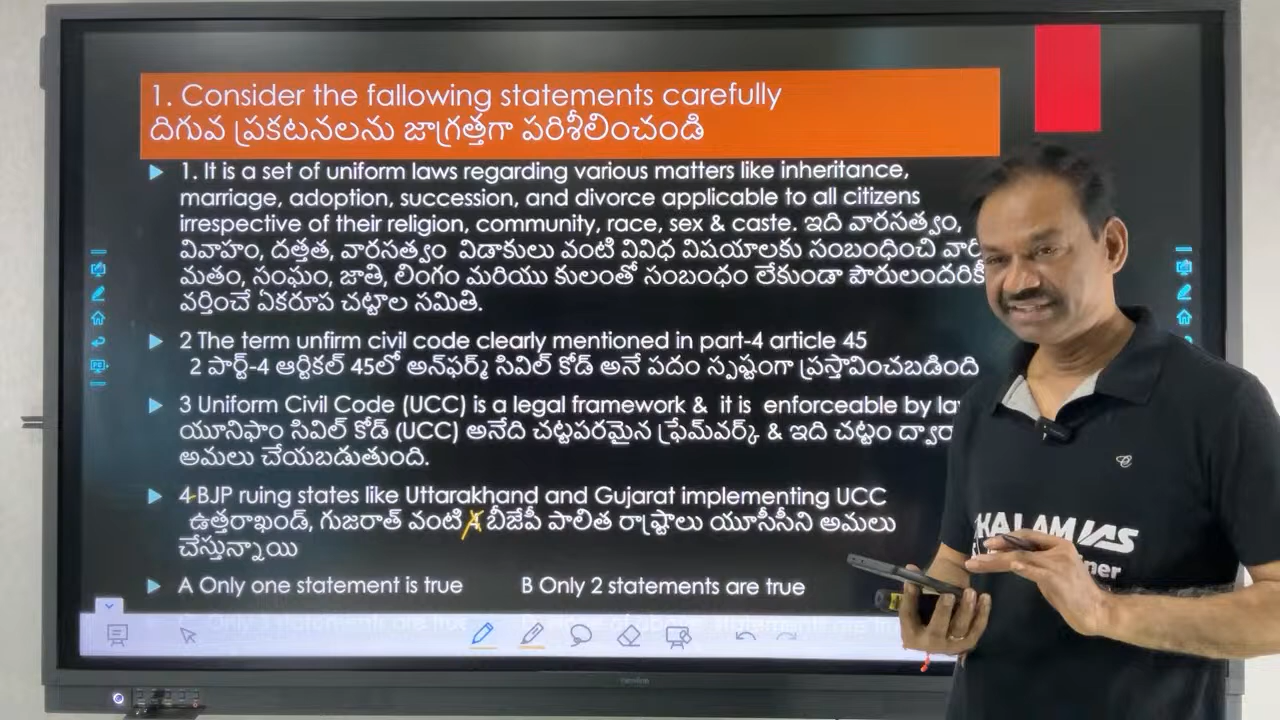 1. Consider the fallowing statements carefully
దిగువ ప్రకటనలను జాగ్రత్తగా పరిశీలించండి
1. It is a set of uniform laws regarding various matters like inheritance,
marriage, adoption, succession, and divorce applicable to all citizens
irrespective of their religion, community, race, sex & caste. ఇది వారసత్వం,
వివాహం, దత్తత, వారసత్వం విడాకులు వంటి వివిధ విషయాలకు సంబంధించి
మతం, సంఘం, జాతి, లింగం మరియు కులంతో సంబంధం లేకుండా పౌరులందరికీ
వర్తించే ఏకరూప చట్టాల సమితి.
2 The term unfirm civil code clearly mentioned in part-4 article 45
2 పార్ట్-4 ఆర్టికల్ 45లో అన్‌ఫర్మ్ సివిల్ కోడ్ అనే పదం స్పష్టంగా ప్రస్తావించబడింది
3 Uniform Civil Code (UCC) is a legal framework & it is enforceable by
యూనిఫాం సివిల్ కోడ్ (UCC) అనేది చట్టపరమైన ఫ్రేమ్‌వర్క్ & ఇది చట్టం
అమలు చేయబడుతుంది.
4 BJP ruing states like Uttarakhand and Gujarat implementing UCC
ఉత్తరాఖండ్, గుజరాత్ వంటి 4 బీజేపీ పాలిత రాష్ట్రాలు యూసీసీని అమలు
చేస్తున్నాయి
A Only one statement is true B Only 2 statements are true
KALAM IAS